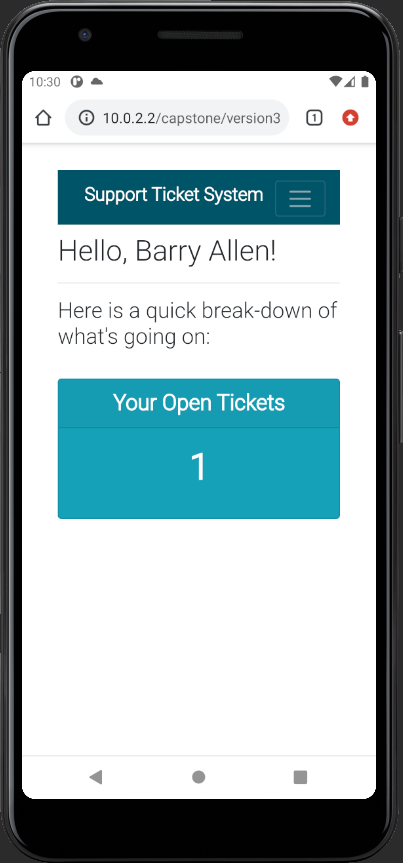 10:30
10.0.2.2/capstone/version3
1
Support Ticket System
Hello, Barry Allen!
Here is a quick break-down of
what's going on:
Your Open Tickets
1